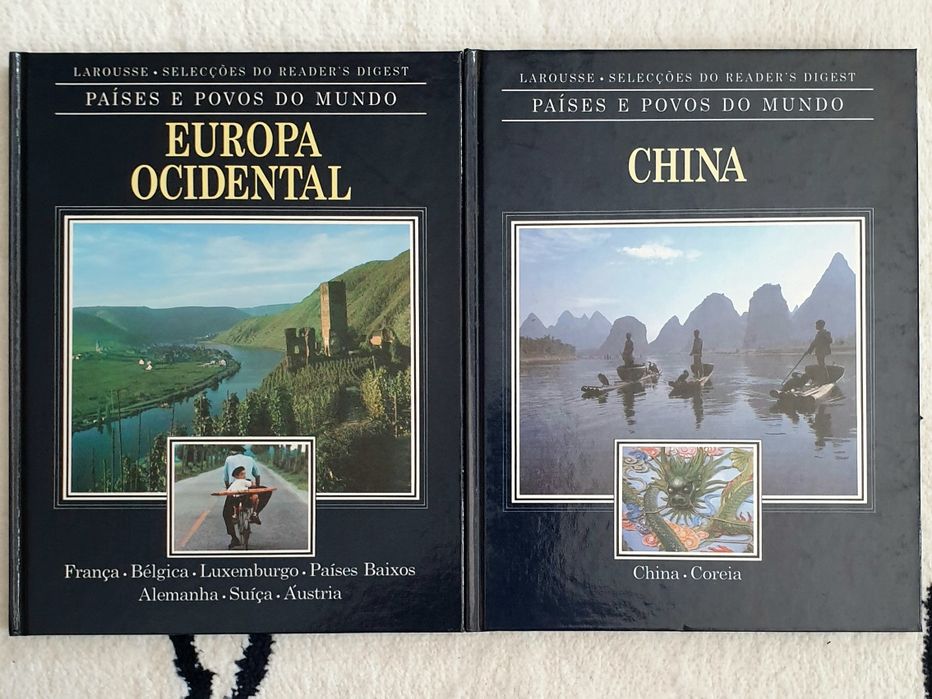 LAROUSSE • SELECÇÕES DO READER'S DIGEST
PAÍSES E POVOS DO MUNDO
EUROPA
OCIDENTAL
França • Bélgica • Luxemburgo • Países Baixos
Alemanha • Suíça • Áustria
LAROUSSE • SELECÇÕES DO READER'S DIGEST
PAÍSES E POVOS DO MUNDO
CHINA
China • Coreia